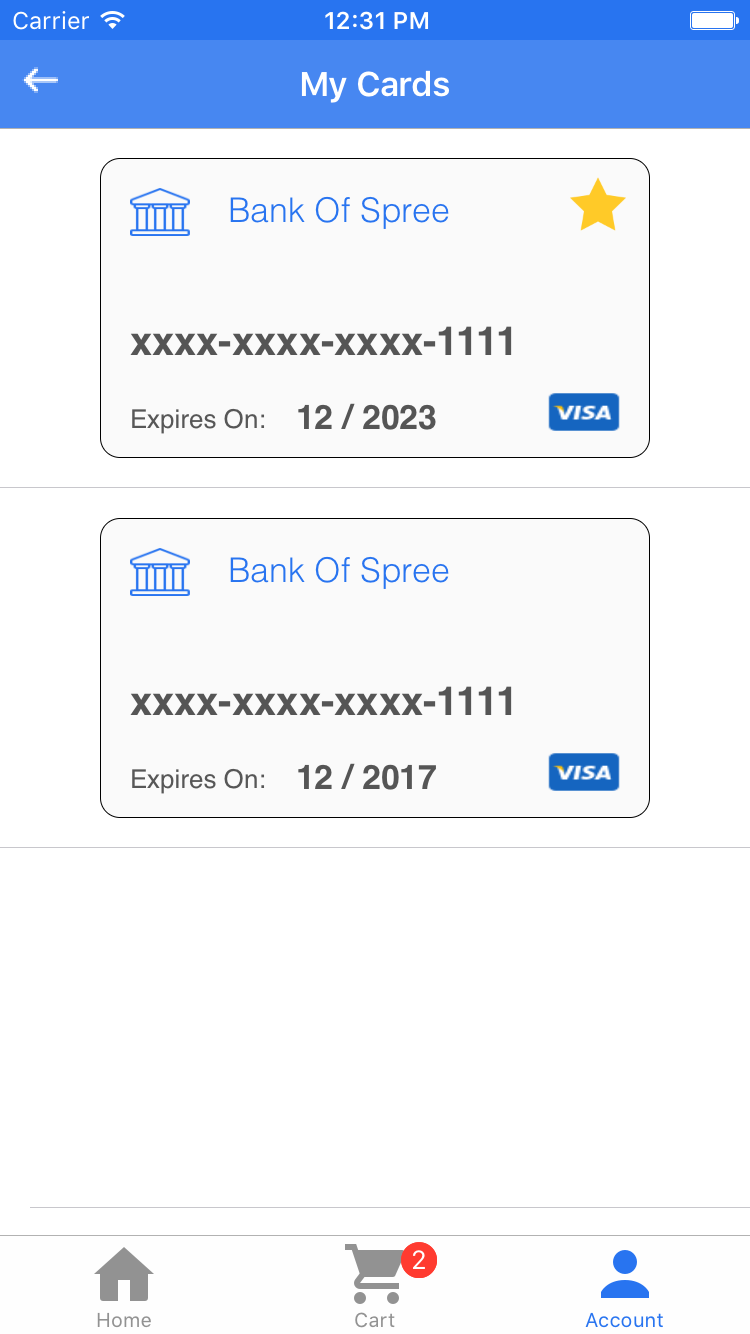 Carrier 12:31 PM
My Cards
Bank Of Spree
xxxx-xxxx-xxxx-1111
Expires On: 12 / 2023 VISA
Bank Of Spree
xxxx-xxxx-xxxx-1111
Expires On: 12 / 2017 VISA
2
Home Cart Account